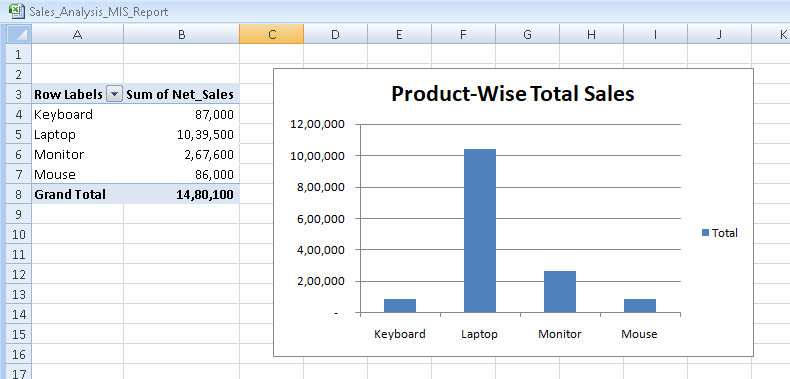 Sales_Analysis_MIS_Report
A B C D E F G H I J K
1
2
3 Row Labels Sum of Net_Sales
4 Keyboard 87,000
5 Laptop 10,39,500
6 Monitor 2,67,600
7 Mouse 86,000
8 Grand Total 14,80,100
9
10
11
12
13
14
15
16
17
Product-Wise Total Sales
12,00,000
10,00,000
8,00,000
6,00,000
4,00,000
2,00,000
-
Keyboard Laptop Monitor Mouse
Total